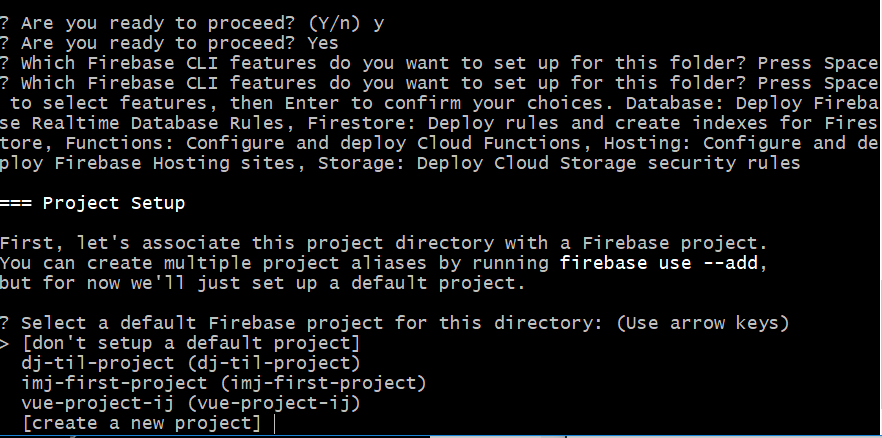 ? Are you ready to proceed? (Y/n) y
? Are you ready to proceed? Yes
? Which Firebase CLI features do you want to set up for this folder? Press Space
? Which Firebase CLI features do you want to set up for this folder? Press Space
 to select features, then Enter to confirm your choices. Database: Deploy Fireba
se Realtime Database Rules, Firestore: Deploy rules and create indexes for Fires
tore, Functions: Configure and deploy Cloud Functions, Hosting: Configure and de
ploy Firebase Hosting sites, Storage: Deploy Cloud Storage security rules
=== Project Setup
First, let's associate this project directory with a Firebase project.
You can create multiple project aliases by running firebase use --add,
but for now we'll just set up a default project.
? Select a default Firebase project for this directory: (Use arrow keys)
> [don't setup a default project]
  dj-til-project (dj-til-project)
  imj-first-project (imj-first-project)
  vue-project-ij (vue-project-ij)
  [create a new project]